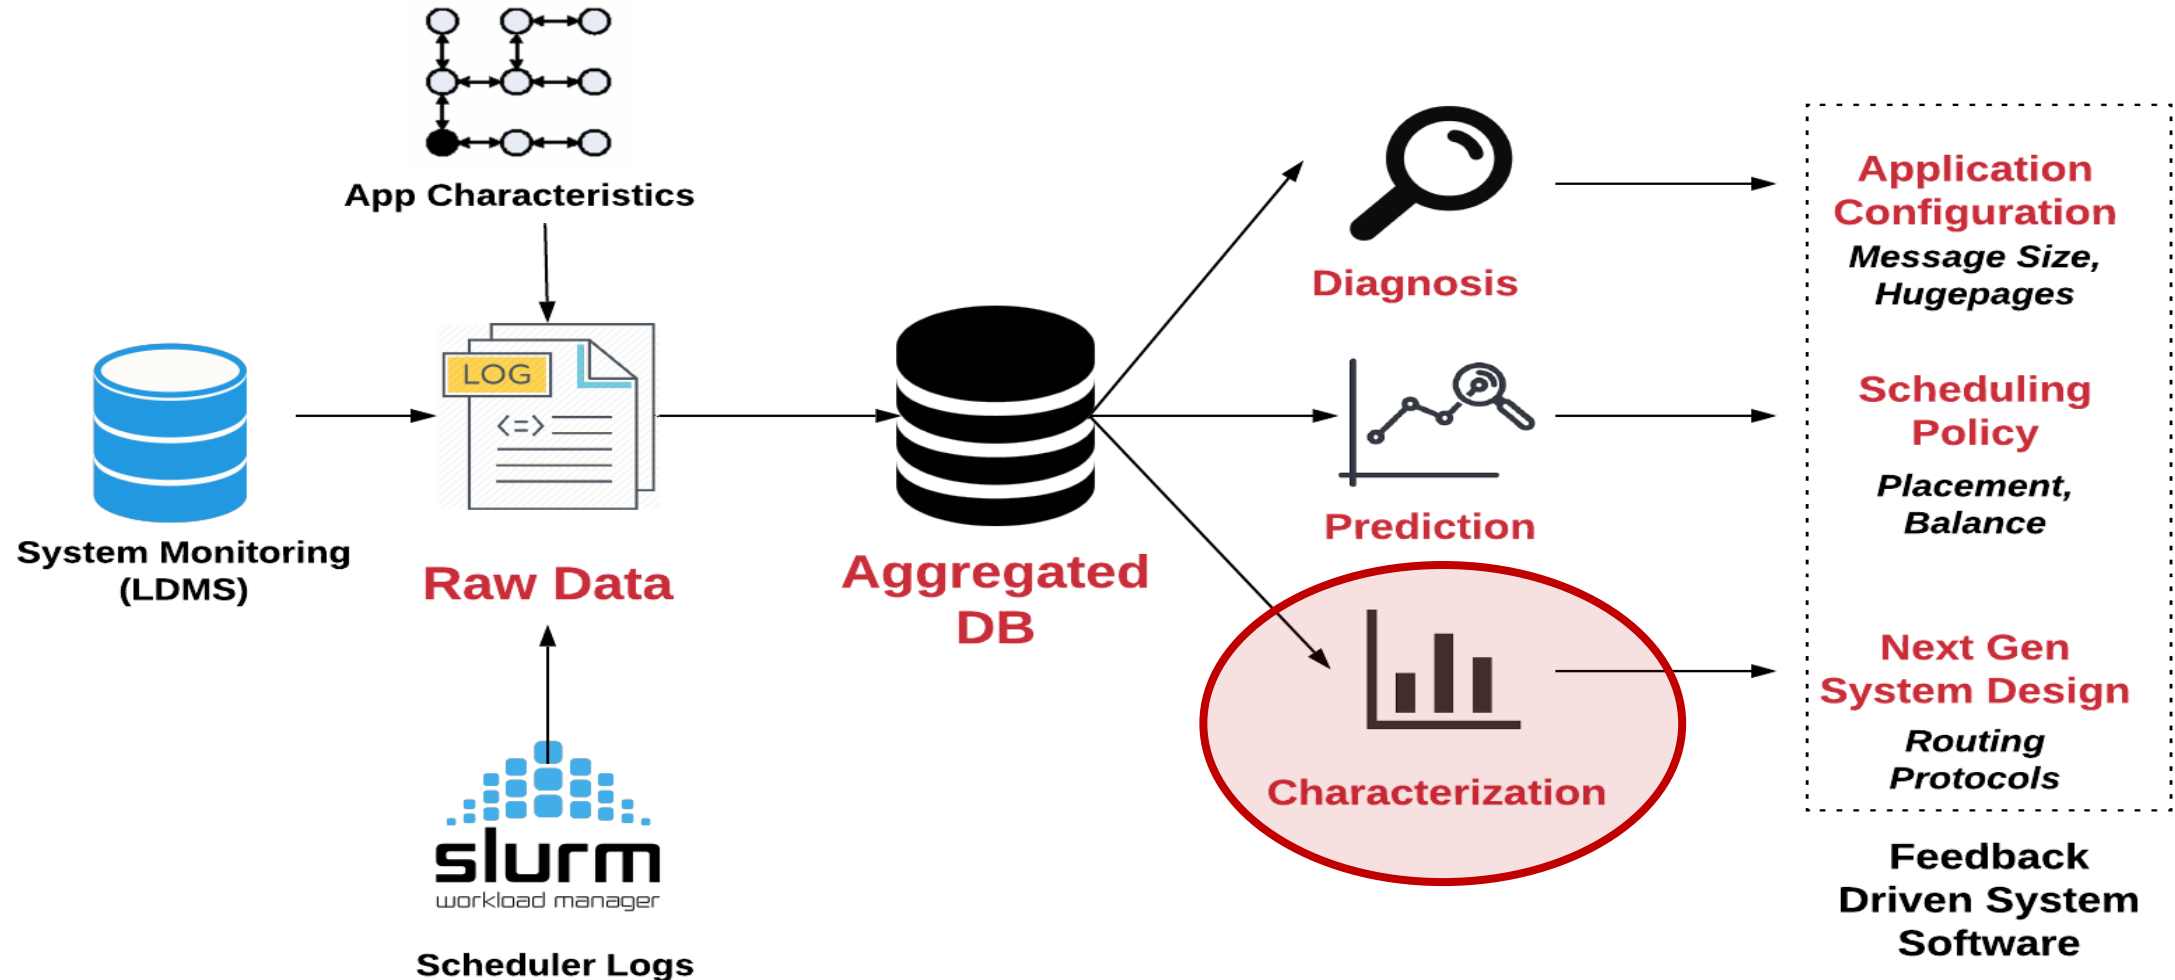 App Characteristics
LOG
<=>
System Monitoring
(LDMS)
Raw Data
slurm
workload manager
Scheduler Logs
Aggregated
DB
Diagnosis
Prediction
Characterization
Application
Configuration
Message Size,
Hugepages
Scheduling
Policy
Placement,
Balance
Next Gen
System Design
Routing
Protocols
Feedback
Driven System
Software